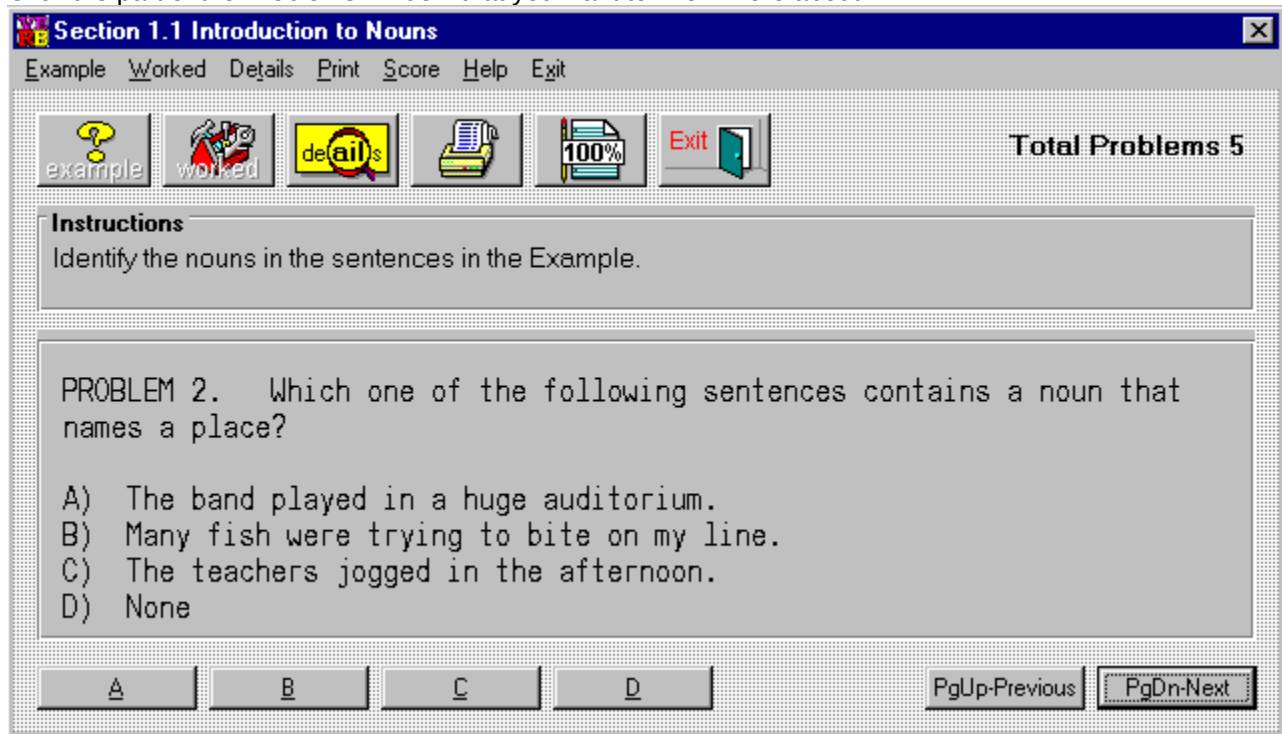 Section 1.1 Introduction to Nouns
Example Worked Details Print Score Help Exit
example worked details 100% Exit Total Problems 5
Instructions
Identify the nouns in the sentences in the Example.
PROBLEM 2. Which one of the following sentences contains a noun that
names a place?
A) The band played in a huge auditorium.
B) Many fish were trying to bite on my line.
C) The teachers jogged in the afternoon.
D) None
A B C D PgUp-Previous PgDn-Next